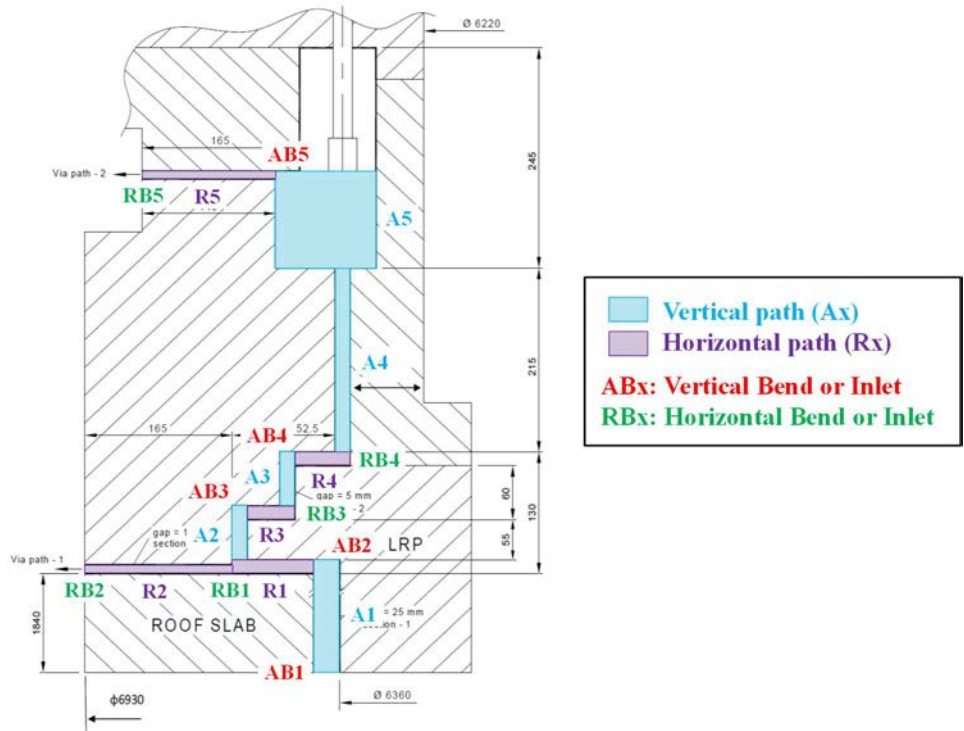 Ø 6220
165
AB5
Via path - 2
RB5
R5
A5
245
Vertical path (Ax)
Horizontal path (Rx)
ABx: Vertical Bend or Inlet
RBx: Horizontal Bend or Inlet
A4
215
165
AB4
52.5
RB4
A3
R4
gap = 5 mm
AB3
RB3
- 2
60
130
A2
R3
gap = 1
section
AB2
55
LRP
Via path - 1
RB2
R2
RB1
R1
ROOF SLAB
A1
= 25 mm
section - 1
1840
AB1
ϕ6930
Ø 6360